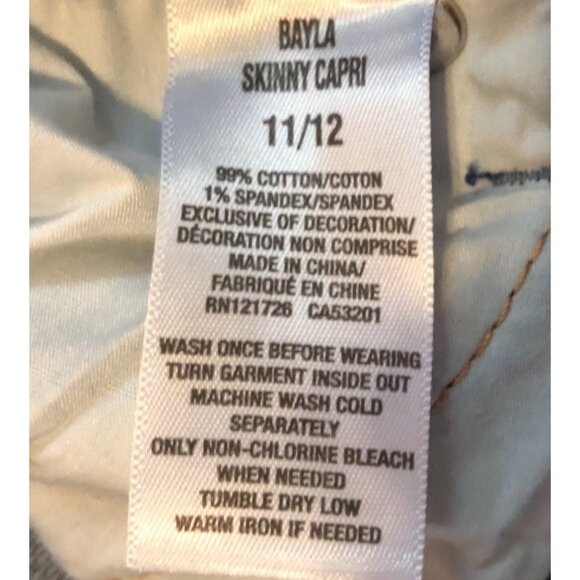 BAYLA
SKINNY CAPRI
11/12
99% COTTON/COTON
1% SPANDEX/SPANDEX
EXCLUSIVE OF DECORATION/
DÉCORATION NON COMPRISE
MADE IN CHINA/
FABRIQUÉ EN CHINE
RN121726 CA53201
WASH ONCE BEFORE WEARING
TURN GARMENT INSIDE OUT
MACHINE WASH COLD
SEPARATELY
ONLY NON-CHLORINE BLEACH
WHEN NEEDED
TUMBLE DRY LOW
WARM IRON IF NEEDED